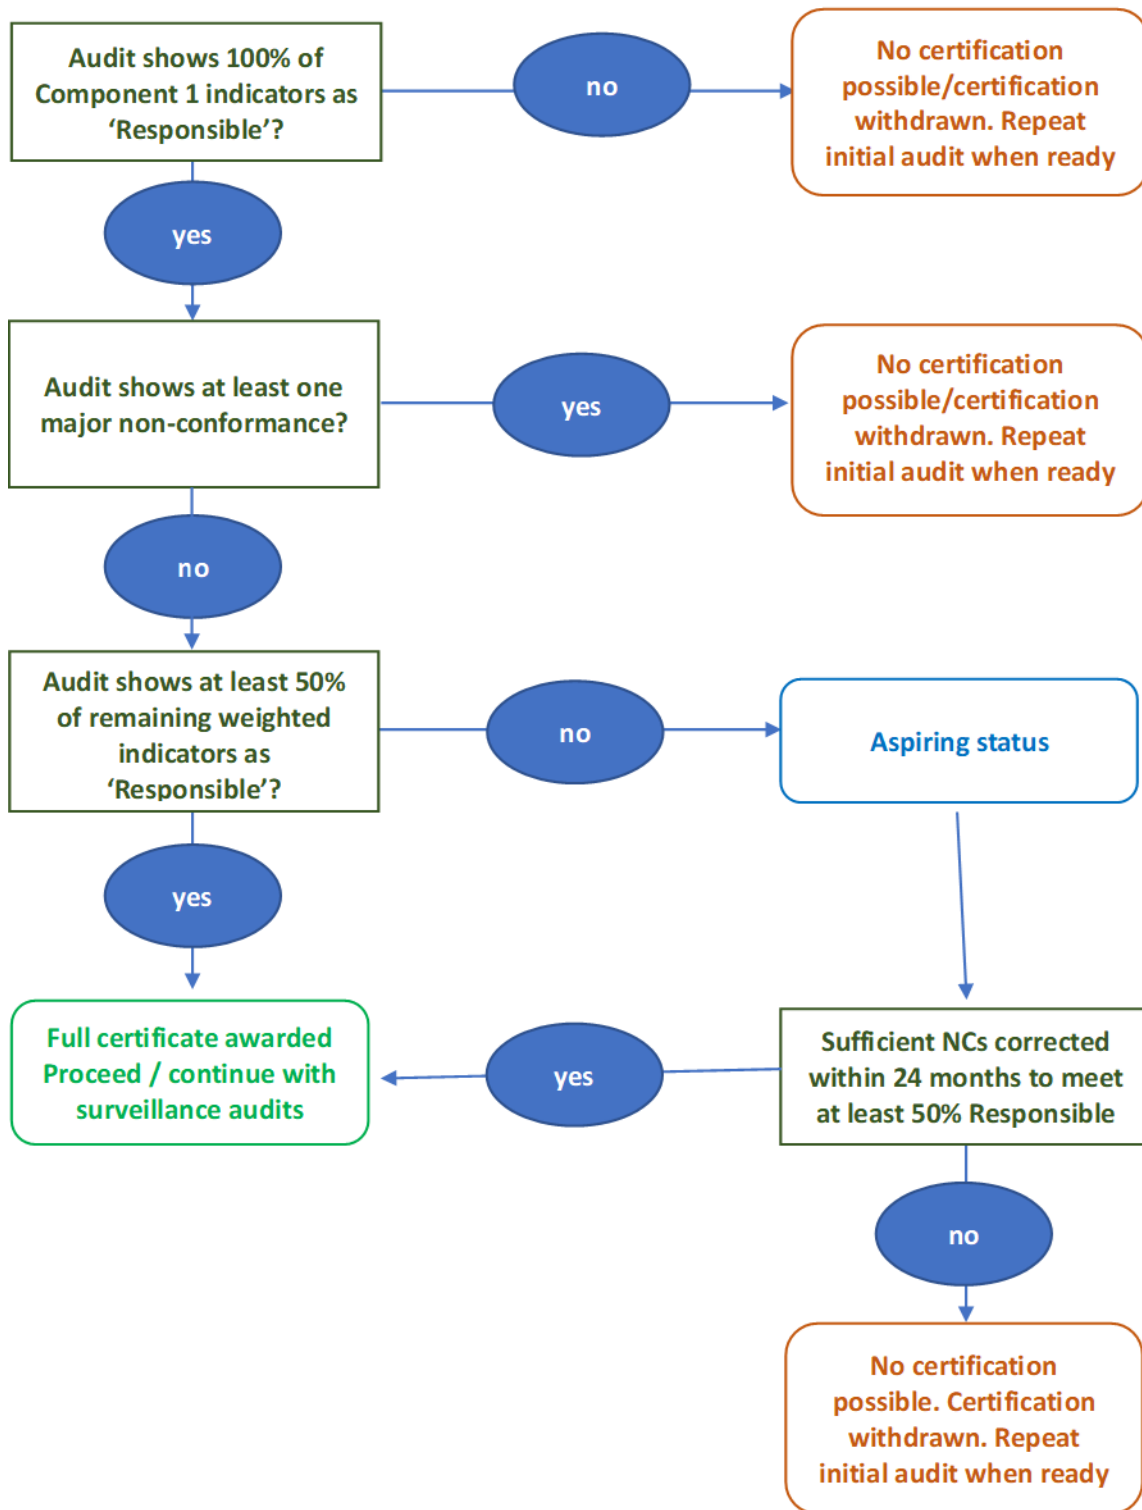 Audit shows 100% of
Component 1 indicators as
‘Responsible’?
no
No certification
possible/certification
withdrawn. Repeat
initial audit when ready
yes
Audit shows at least one
major non-conformance?
yes
No certification
possible/certification
withdrawn. Repeat
initial audit when ready
no
Audit shows at least 50%
of remaining weighted
indicators as
‘Responsible’?
no
Aspiring status
yes
Full certificate awarded
Proceed / continue with
surveillance audits
yes
Sufficient NCs corrected
within 24 months to meet
at least 50% Responsible
no
No certification
possible. Certification
withdrawn. Repeat
initial audit when ready